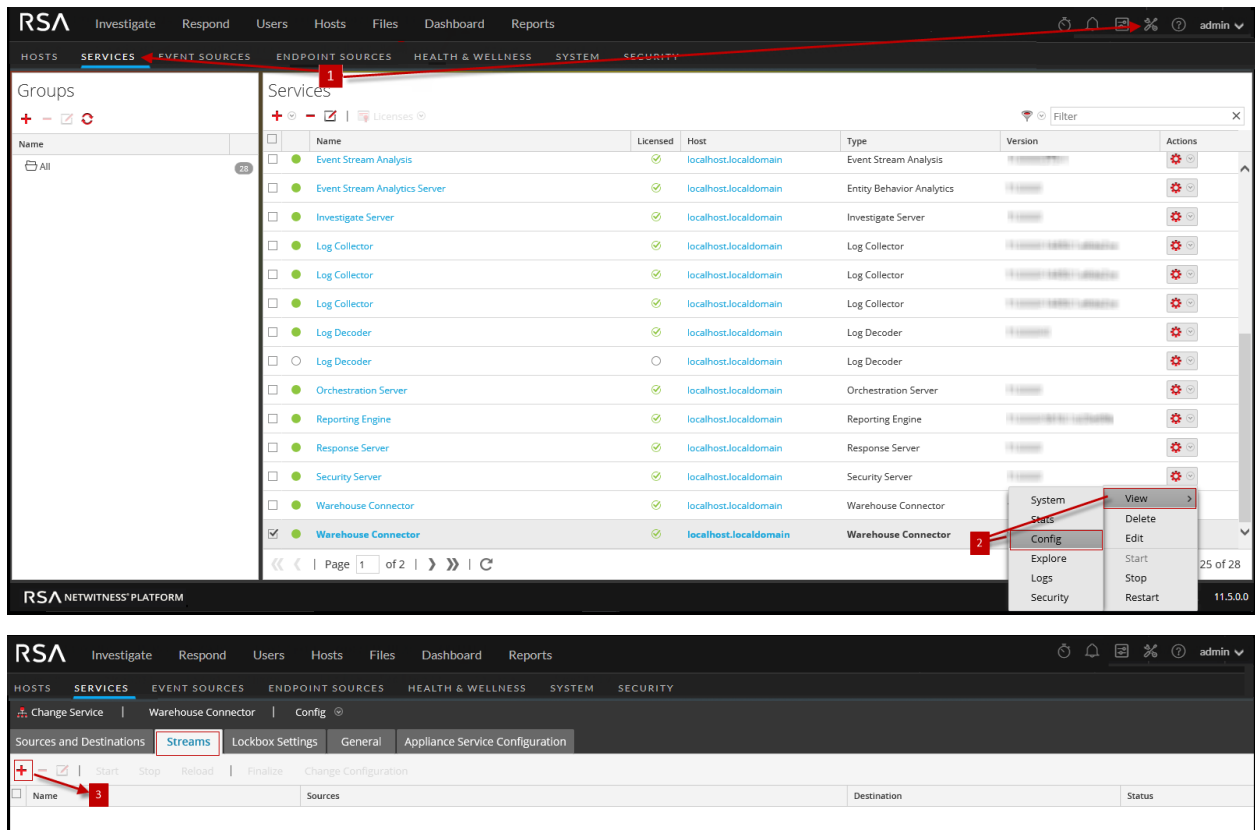 RSA Investigate Respond Users Hosts Files Dashboard Reports admin
HOSTS SERVICES EVENT SOURCES ENDPOINT SOURCES HEALTH & WELLNESS SYSTEM SECURITY
1
Groups
Services
Licenses
Filter
Name
Name Licensed Host Type Version Actions
All 28
Event Stream Analysis localhost.localdomain Event Stream Analysis
Event Stream Analytics Server localhost.localdomain Entity Behavior Analytics
Investigate Server localhost.localdomain Investigate Server
Log Collector localhost.localdomain Log Collector
Log Collector localhost.localdomain Log Collector
Log Collector localhost.localdomain Log Collector
Log Decoder localhost.localdomain Log Decoder
Log Decoder localhost.localdomain Log Decoder
Orchestration Server localhost.localdomain Orchestration Server
Reporting Engine localhost.localdomain Reporting Engine
Response Server localhost.localdomain Response Server
Security Server localhost.localdomain Security Server
Warehouse Connector localhost.localdomain Warehouse Connector
Warehouse Connector localhost.localdomain Warehouse Connector
System View
Stats Delete
2
Config Edit
Explore Start
Logs Stop
Security Restart
Page 1 of 2
25 of 28
RSA NETWITNESS® PLATFORM
11.5.0.0
RSA Investigate Respond Users Hosts Files Dashboard Reports admin
HOSTS SERVICES EVENT SOURCES ENDPOINT SOURCES HEALTH & WELLNESS SYSTEM SECURITY
Change Service | Warehouse Connector | Config
Sources and Destinations Streams Lockbox Settings General Appliance Service Configuration
Start Stop Reload | Finalize Change Configuration
3
Name Sources Destination Status